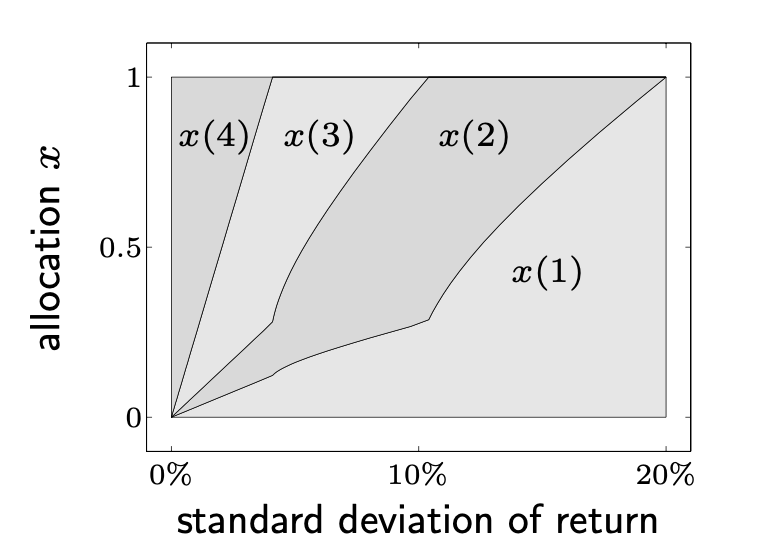 1
x(4) x(3) x(2)
0.5
x(1)
0
0% 10% 20%
allocation x
standard deviation of return